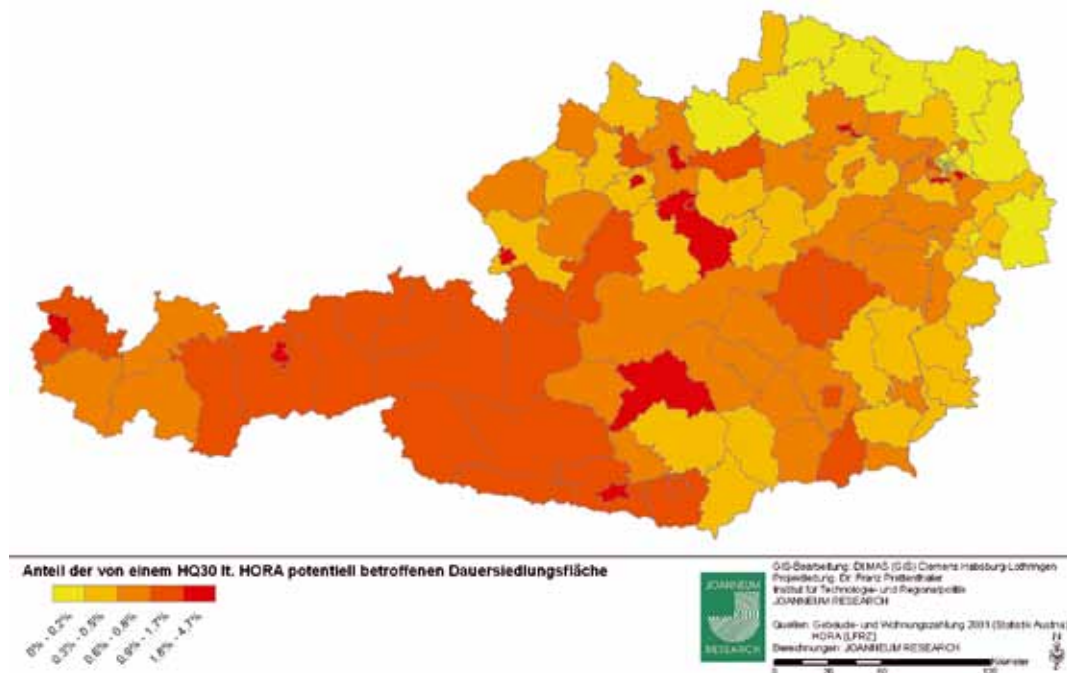 Anteil der von einem HQ30 lt. HORA potentiell betroffenen Dauersiedlungsfläche
0% - 0,2%
0,3% - 0,5%
0,6% - 0,8%
0,9% - 1,7%
1,8% - 4,7%
JOANNEUM
RESEARCH
GIS-Bearbeitung: (GIS) Clemens Habsburg-Lothringen
Projektleitung: Dr. Franz Prettenthaler
Institut für Technologie- und Regionalpolitik
JOANNEUM RESEARCH
Quellen: Gebäude- und Wohnungszählung 2001 (Statistik Austria)
HORA (LFRZ)
Berechnungen: JOANNEUM RESEARCH
Kilometer
N